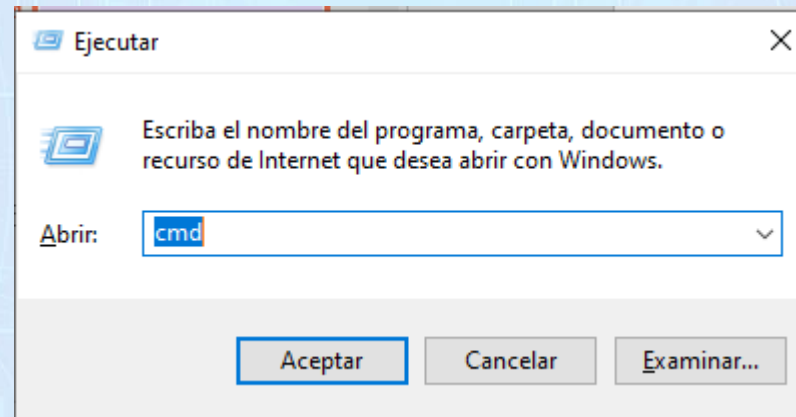 Ejecutar
Escriba el nombre del programa, carpeta, documento o
recurso de Internet que desea abrir con Windows.
Abrir: cmd
Aceptar Cancelar Examinar...